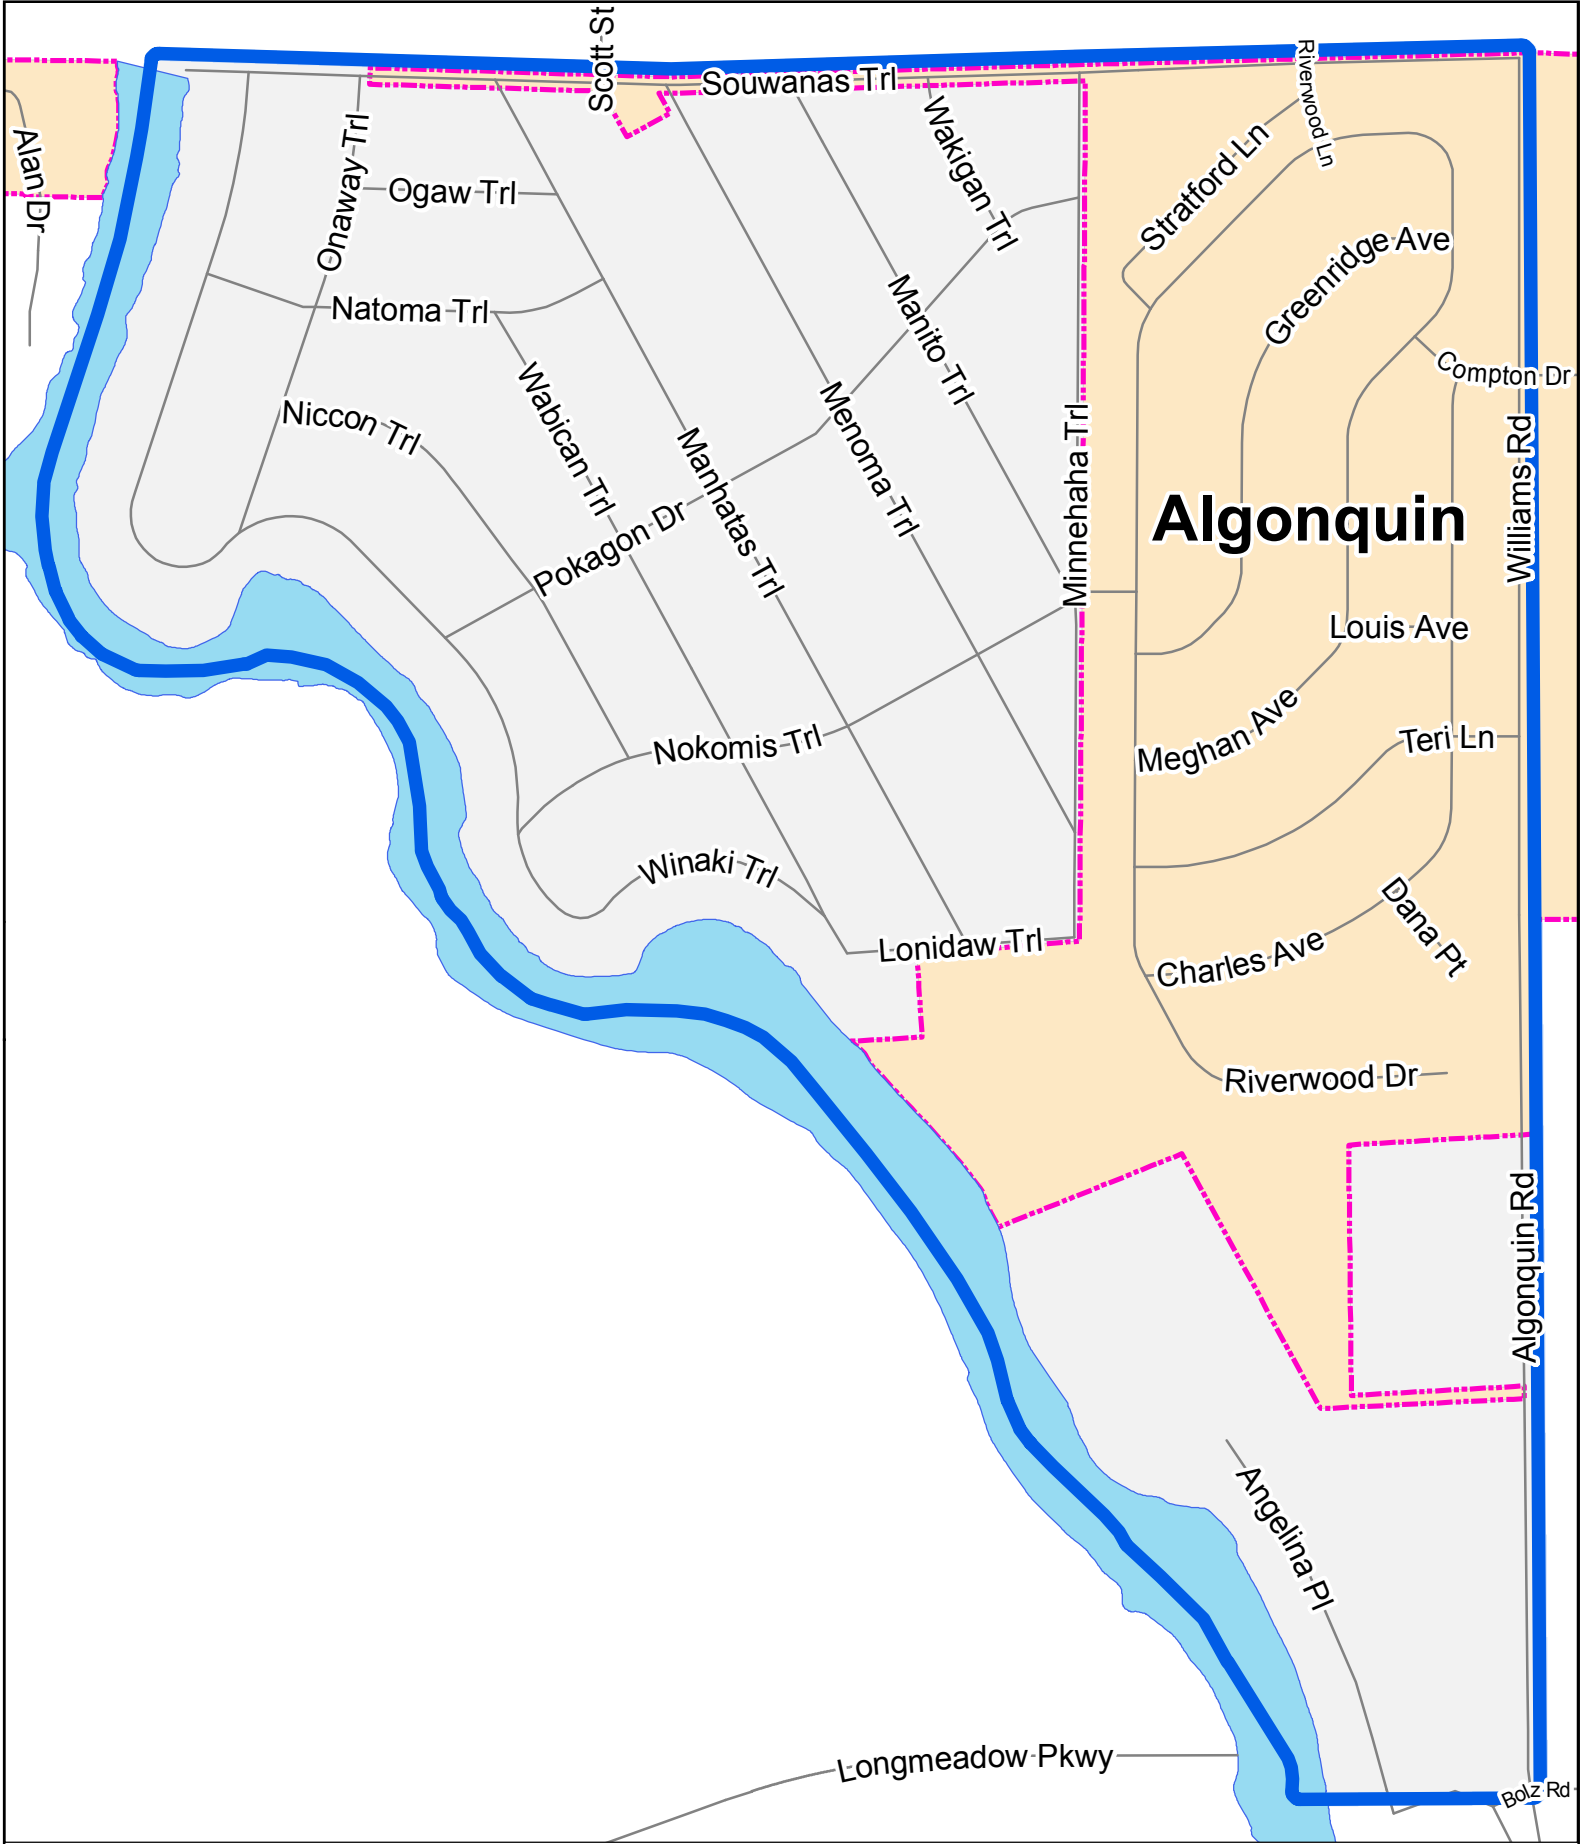 Scott St
Souwanas Trl
Riverwood Ln
Alan Dr
Onaway Trl
Ogaw Trl
Wakigan Trl
Stratford Ln
Greenridge Ave
Natoma Trl
Manito Trl
Compton Dr
Niccon Trl
Wabican Trl
Manhatas Trl
Menoma Trl
Minnehaha Trl
Williams Rd
Pokagon Dr
Algonquin
Louis Ave
Nokomis Trl
Meghan Ave
Teri Ln
Winaki Trl
Lonidaw Trl
Charles Ave
Dana Pt
Riverwood Dr
Algonquin Rd
Angelina Pl
Longmeadow Pkwy
Bolz Rd